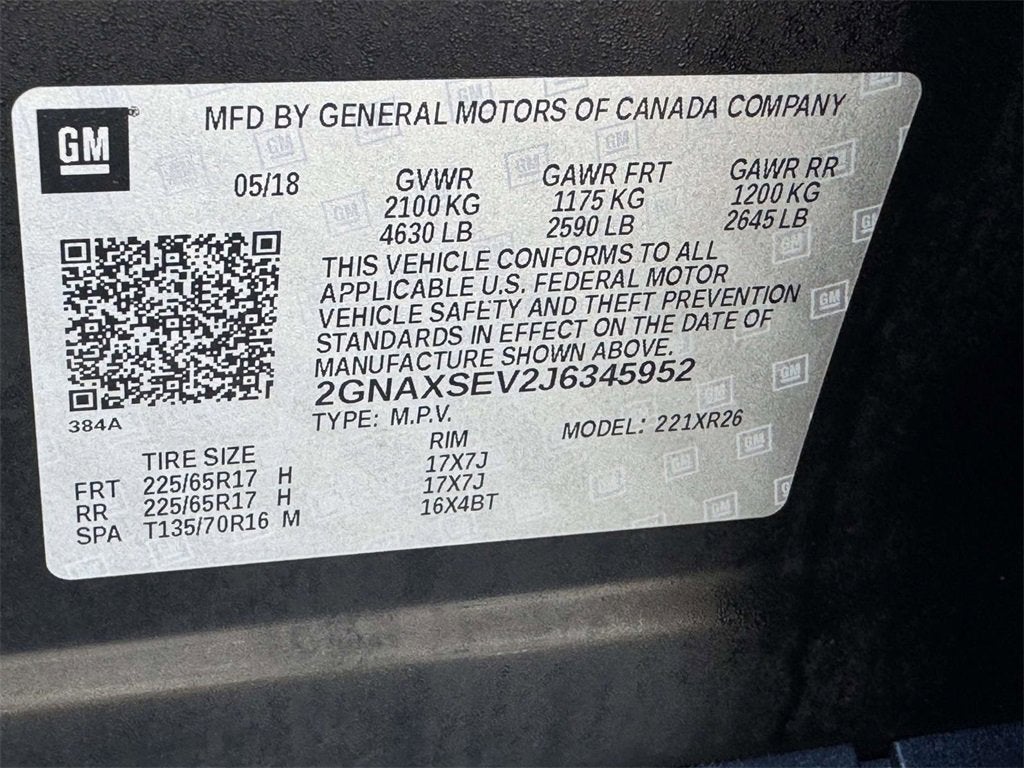 GM
MFD BY GENERAL MOTORS OF CANADA COMPANY
05/18 GVWR GAWR FRT GAWR RR
2100 KG 1175 KG 1200 KG
4630 LB 2590 LB 2645 LB
THIS VEHICLE CONFORMS TO ALL
APPLICABLE U.S. FEDERAL MOTOR
VEHICLE SAFETY AND THEFT PREVENTION
STANDARDS IN EFFECT ON THE DATE OF
MANUFACTURE SHOWN ABOVE.
2GNAXSEV2J6345952
384A
TYPE: M.P.V. MODEL: 221XR26
TIRE SIZE RIM
FRT 225/65R17 H 17X7J
RR 225/65R17 H 17X7J
SPA T135/70R16 M 16X4BT